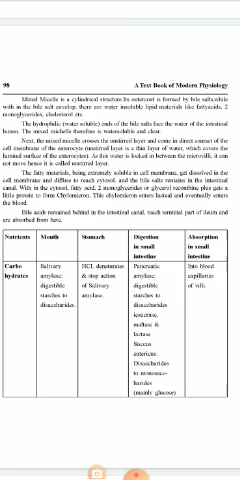 98 A Text Book of Modern Physiology
Mixed Micelle is a cylindrical structure.Its outercoat is formed by bile salts,while
with in the bile salt envelop, there are water insoluble lipid materials like fattyacids, 2
monoglycerides, cholesterol etc.
The hydrophilic (water soluble) ends of the bile salts face the water of the intestinal
lumen. The mixed michelle therefore is watersoluble and clear.
Next, the mixed micelle crosses the unstirred layer and come in direct contact of the
cell membrane of the enterocyte (unstirred layer is a thin layer of water, which covers the
luminal surface of the enterocytes). As this water is locked in between the microvilli, it can
not move hence it is called unstirred layer.
The fatty materials, being extremely soluble in cell membrane, get dissolved in the
cell membrane and diffuse to reach cytosol, and the bile salts remains in the intestinal
canal. With in the cytosol, fatty acid, 2 monoglycerides or glycerol recombine plus gets a
little protein to form Chylomicron. This chylomicron enters lacteal and eventually enters
the blood.
Bile acids remained behind in the intestinal canal, reach terminal part of ileum and
are absorbed from here.
Nutrients Mouth Stomach Digestion Absorption
in small in small
intestine intestine
Carbo Salivary HCL denaturates Pancreatic Into blood
hydrates amylase: & stop action amylase: capillaries
digestible of Salivary digestible of villi.
starches to amylase. starches to
disaccharides. disaccharides
isucrase,
maltase &
lactase
Succus
entericus:
Disaccharides
to monosacc-
harides
(mainly glucose)